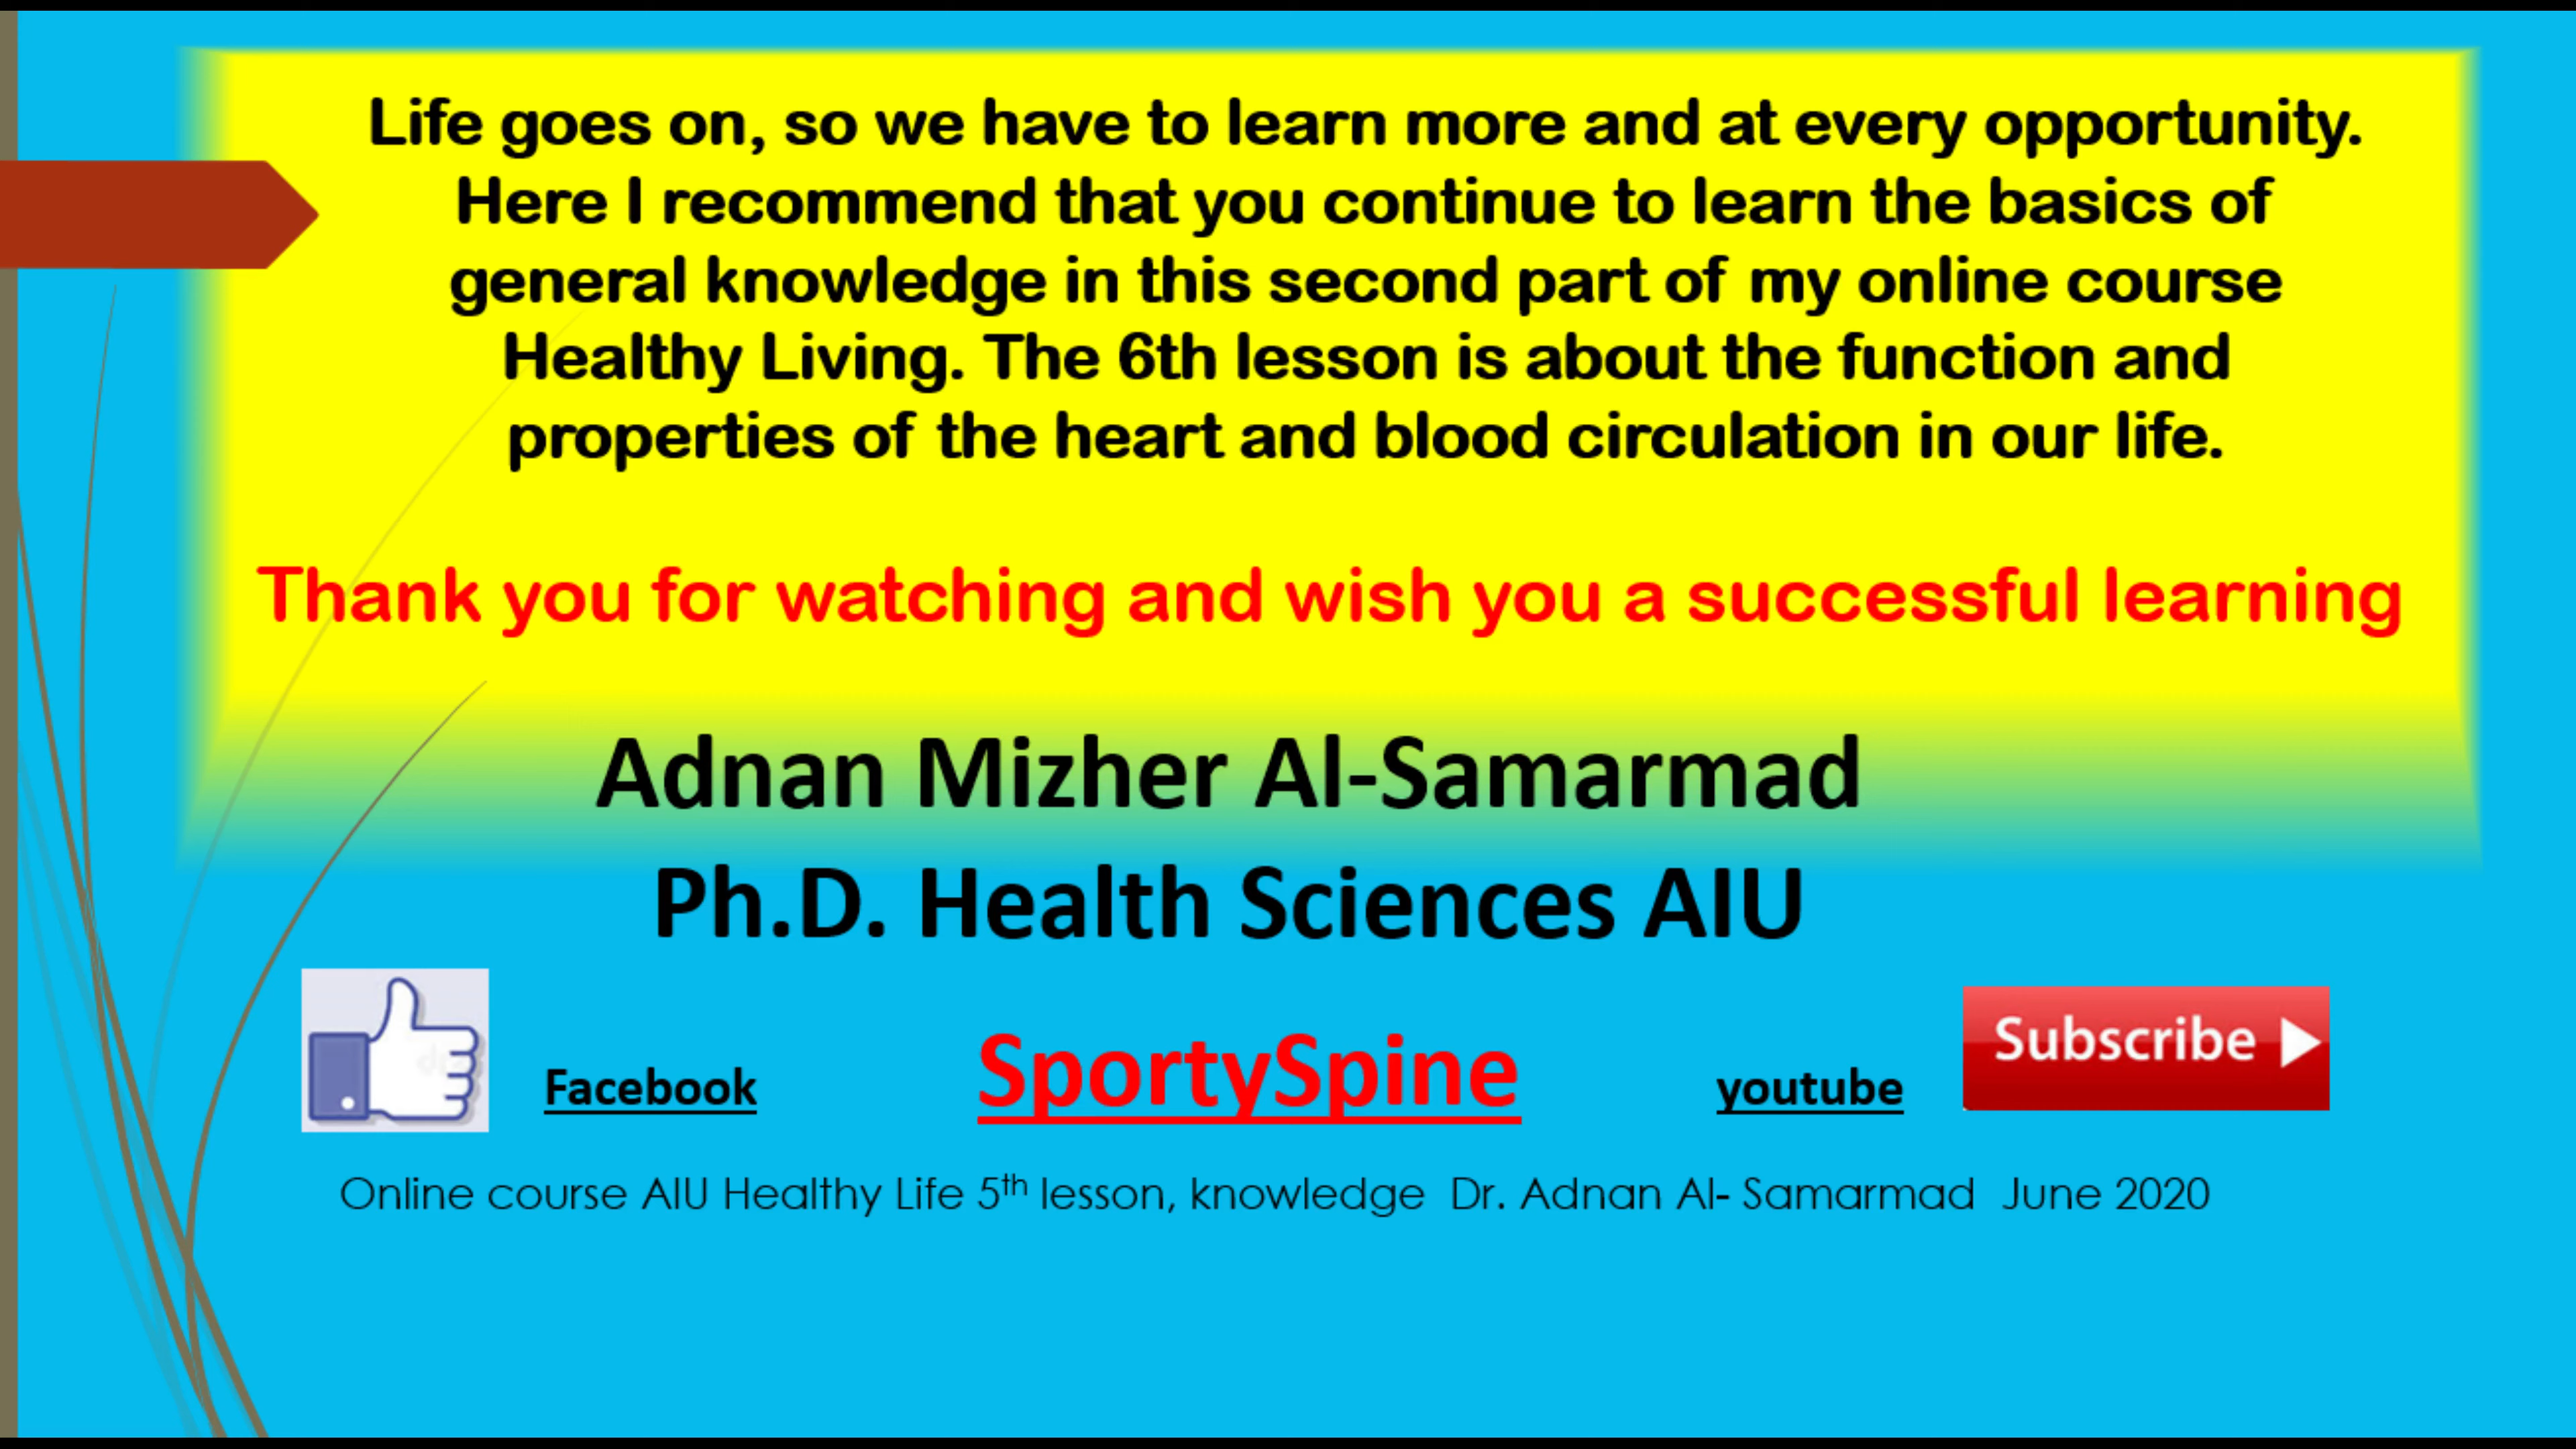 Life goes on, so we have to learn more and at every opportunity.
Here I recommend that you continue to learn the basics of
general knowledge in this second part of my online course
Healthy Living. The 6th lesson is about the function and
properties of the heart and blood circulation in our life.
Thank you for watching and wish you a successful learning
Adnan Mizher Al-Samarmad
Ph.D. Health Sciences AIU
Facebook SportySpine youtube Subscribe
Online course AIU Healthy Life 5th lesson, knowledge Dr. Adnan Al- Samarmad June 2020